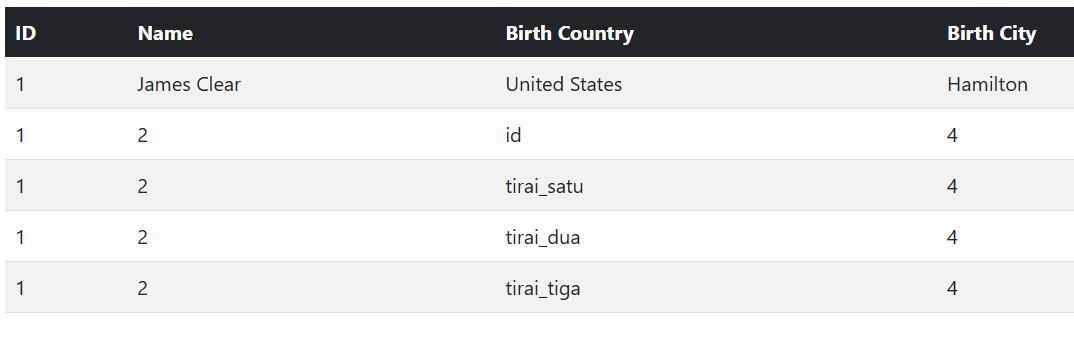 ID Name Birth Country Birth City
1 James Clear United States Hamilton
1 2 id 4
1 2 tirai_satu 4
1 2 tirai_dua 4
1 2 tirai_tiga 4